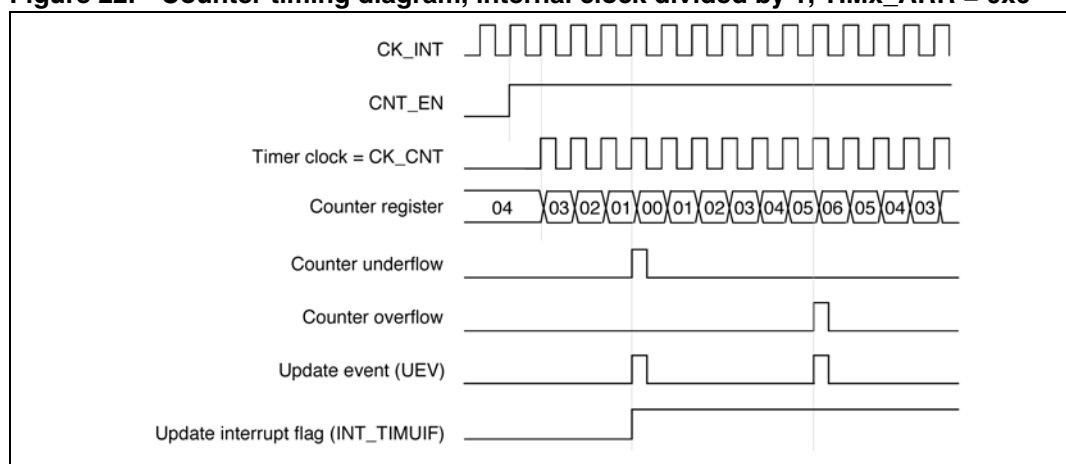 Figure 22. Counter timing diagram, internal clock divided by 1, TIMx_ARR = 0x6
CK_INT
CNT_EN
Timer clock = CK_CNT
Counter register 04 03 02 01 00 01 02 03 04 05 06 05 04 03
Counter underflow
Counter overflow
Update event (UEV)
Update interrupt flag (INT_TIMUIF)